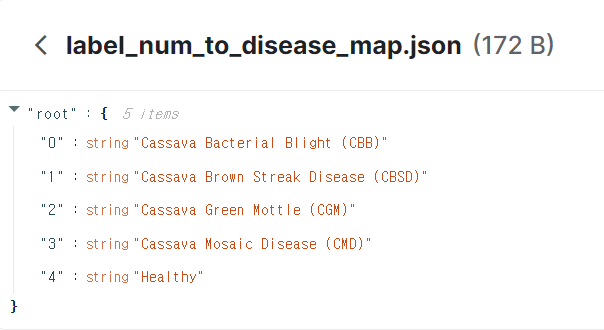 label_num_to_disease_map.json (172 B)
"root" : { 5 items
"0" : string "Cassava Bacterial Blight (CBB)"
"1" : string "Cassava Brown Streak Disease (CBSD)"
"2" : string "Cassava Green Mottle (CGM)"
"3" : string "Cassava Mosaic Disease (CMD)"
"4" : string "Healthy"
}